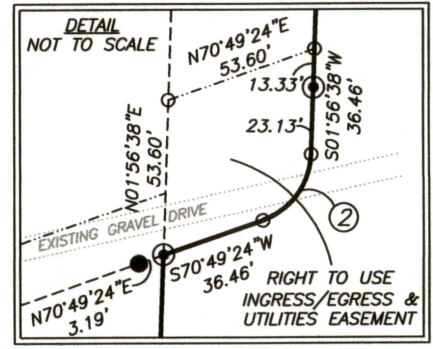 DETAIL
NOT TO SCALE
N70°49'24"E
53.60'
N01°56'38"E
53.60'
13.33'
S01°56'38"W
36.46'
23.13'
EXISTING GRAVEL DRIVE
2
S70°49'24"W
36.46'
N70°49'24"E
3.19'
RIGHT TO USE
INGRESS/EGRESS &
UTILITIES EASEMENT